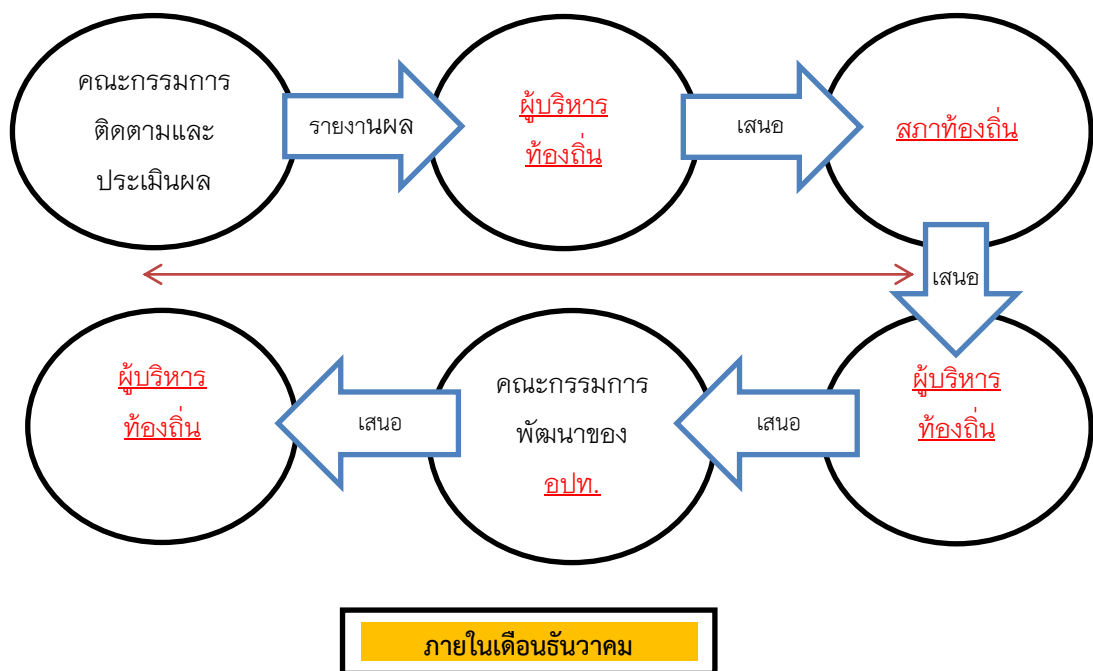 คณะกรรมการ
ติดตามและ
ประเมินผล
รายงานผล
ผู้บริหาร
ท้องถิ่น
เสนอ
สภาท้องถิ่น
เสนอ
ผู้บริหาร
ท้องถิ่น
เสนอ
คณะกรรมการ
พัฒนาของ
อปท.
เสนอ
ผู้บริหาร
ท้องถิ่น
ภายในเดือนธันวาคม